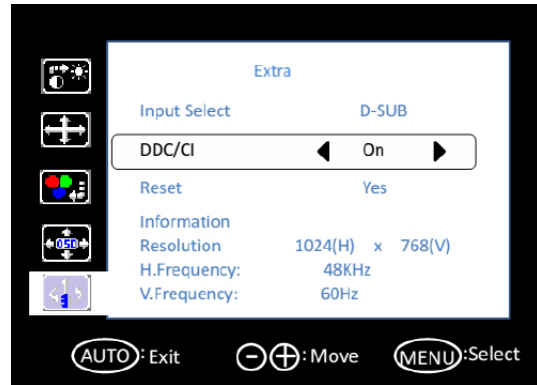 Extra
Input Select D-SUB
DDC/CI On
Reset Yes
Information
Resolution 1024(H) x 768(V)
H.Frequency: 48KHz
V.Frequency: 60Hz
OSD
AUTO: Exit -+: Move MENU: Select